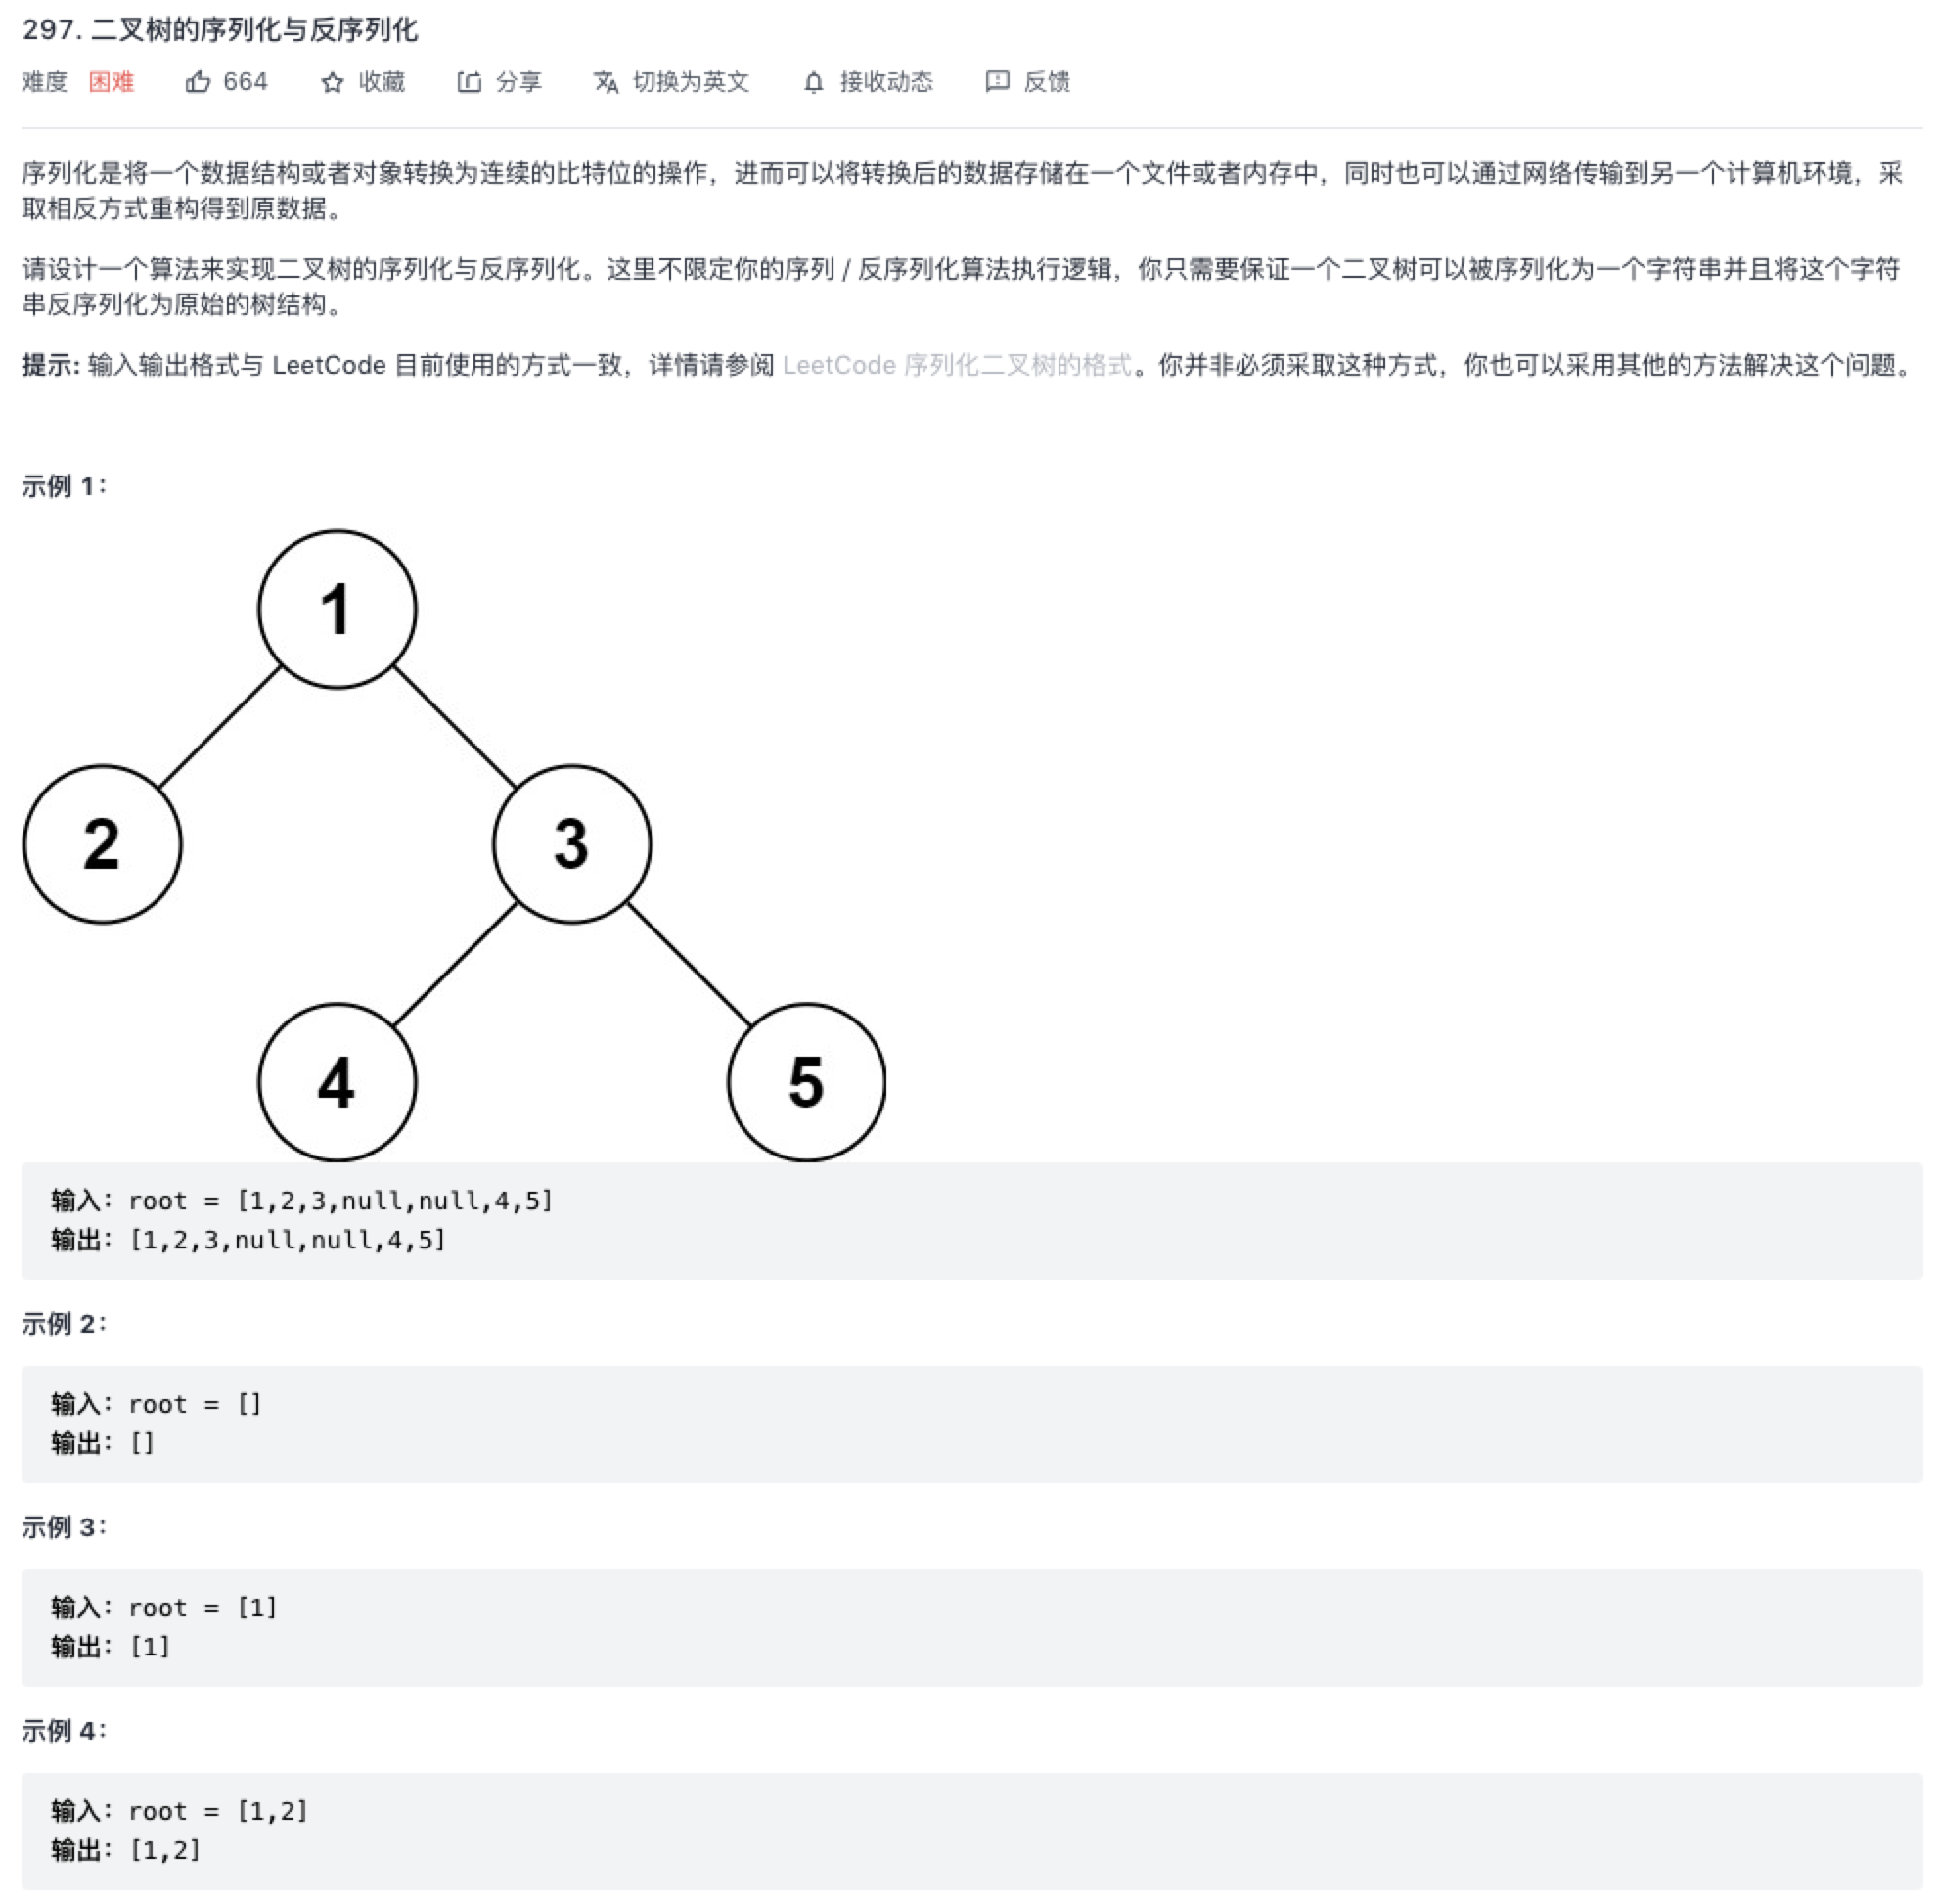 297. 二叉树的序列化与反序列化
难度 困难 664 收藏 分享 切换为英文 接收动态 反馈
序列化是将一个数据结构或者对象转换为连续的比特位的操作，进而可以将转换后的数据存储在一个文件或者内存中，同时也可以通过网络传输到另一个计算机环境，采
取相反方式重构得到原数据。
请设计一个算法来实现二叉树的序列化与反序列化。这里不限定你的序列 / 反序列化算法执行逻辑，你只需要保证一个二叉树可以被序列化为一个字符串并且将这个字符
串反序列化为原始的树结构。
提示: 输入输出格式与 LeetCode 目前使用的方式一致，详情请参阅 LeetCode 序列化二叉树的格式。你并非必须采取这种方式，你也可以采用其他的方法解决这个问题。
示例 1：
1
2 3
4 5
输入：root = [1,2,3,null,null,4,5]
输出：[1,2,3,null,null,4,5]
示例 2：
输入：root = []
输出：[]
示例 3：
输入：root = [1]
输出：[1]
示例 4：
输入：root = [1,2]
输出：[1,2]